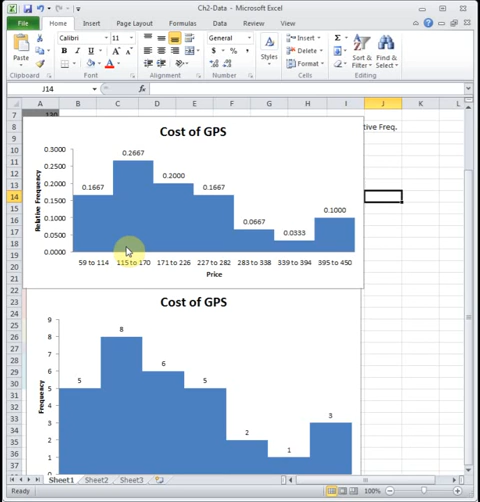 Ch2-Data - Microsoft Excel
File Home Insert Page Layout Formulas Data Review View
Paste
Clipboard
Calibri 11
B I U
Font
Alignment
General
$ % ,
Number
Styles
Insert
Delete
Format
Cells
Σ
Sort & Filter
Find & Select
Editing
J14 fx
A B C D E F G H I J K L
7 130
8 tive Freq.
9
10
11
12
13
14
15
16
17
18
19
20
21
22
23
24
25
26
27
28
29
30
31
32
33
34
35
36
37
Cost of GPS
Relative Frequency
0.3000
0.2500
0.2000
0.1500
0.1000
0.0500
0.0000
0.1667 0.2667 0.2000 0.1667 0.0667 0.0333 0.1000
59 to 114 115 to 170 171 to 226 227 to 282 283 to 338 339 to 394 395 to 450
Price
Cost of GPS
Frequency
9
8
7
6
5
4
3
2
1
0
5 8 6 5 2 1 3
Sheet1 Sheet2 Sheet3
Ready 100%